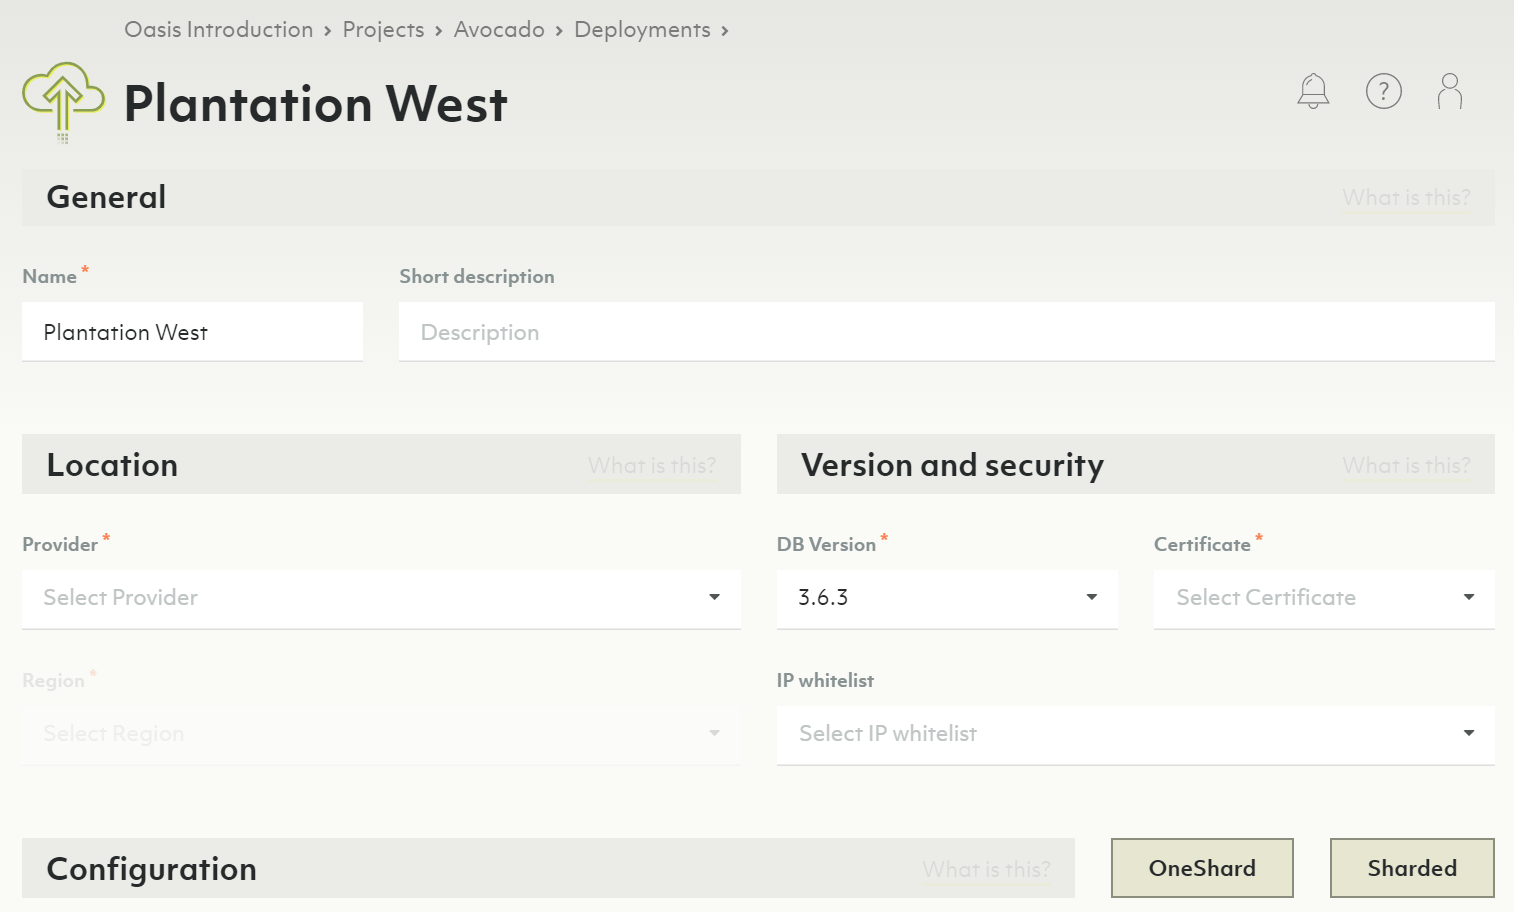 Oasis Introduction > Projects > Avocado > Deployments >
Plantation West
?
General What is this?
Name * Short description
Plantation West Description
Location What is this?
Version and security What is this?
Provider *
Select Provider
DB Version * Certificate *
3.6.3 Select Certificate
Region *
Select Region
IP whitelist
Select IP whitelist
Configuration What is this? OneShard Sharded